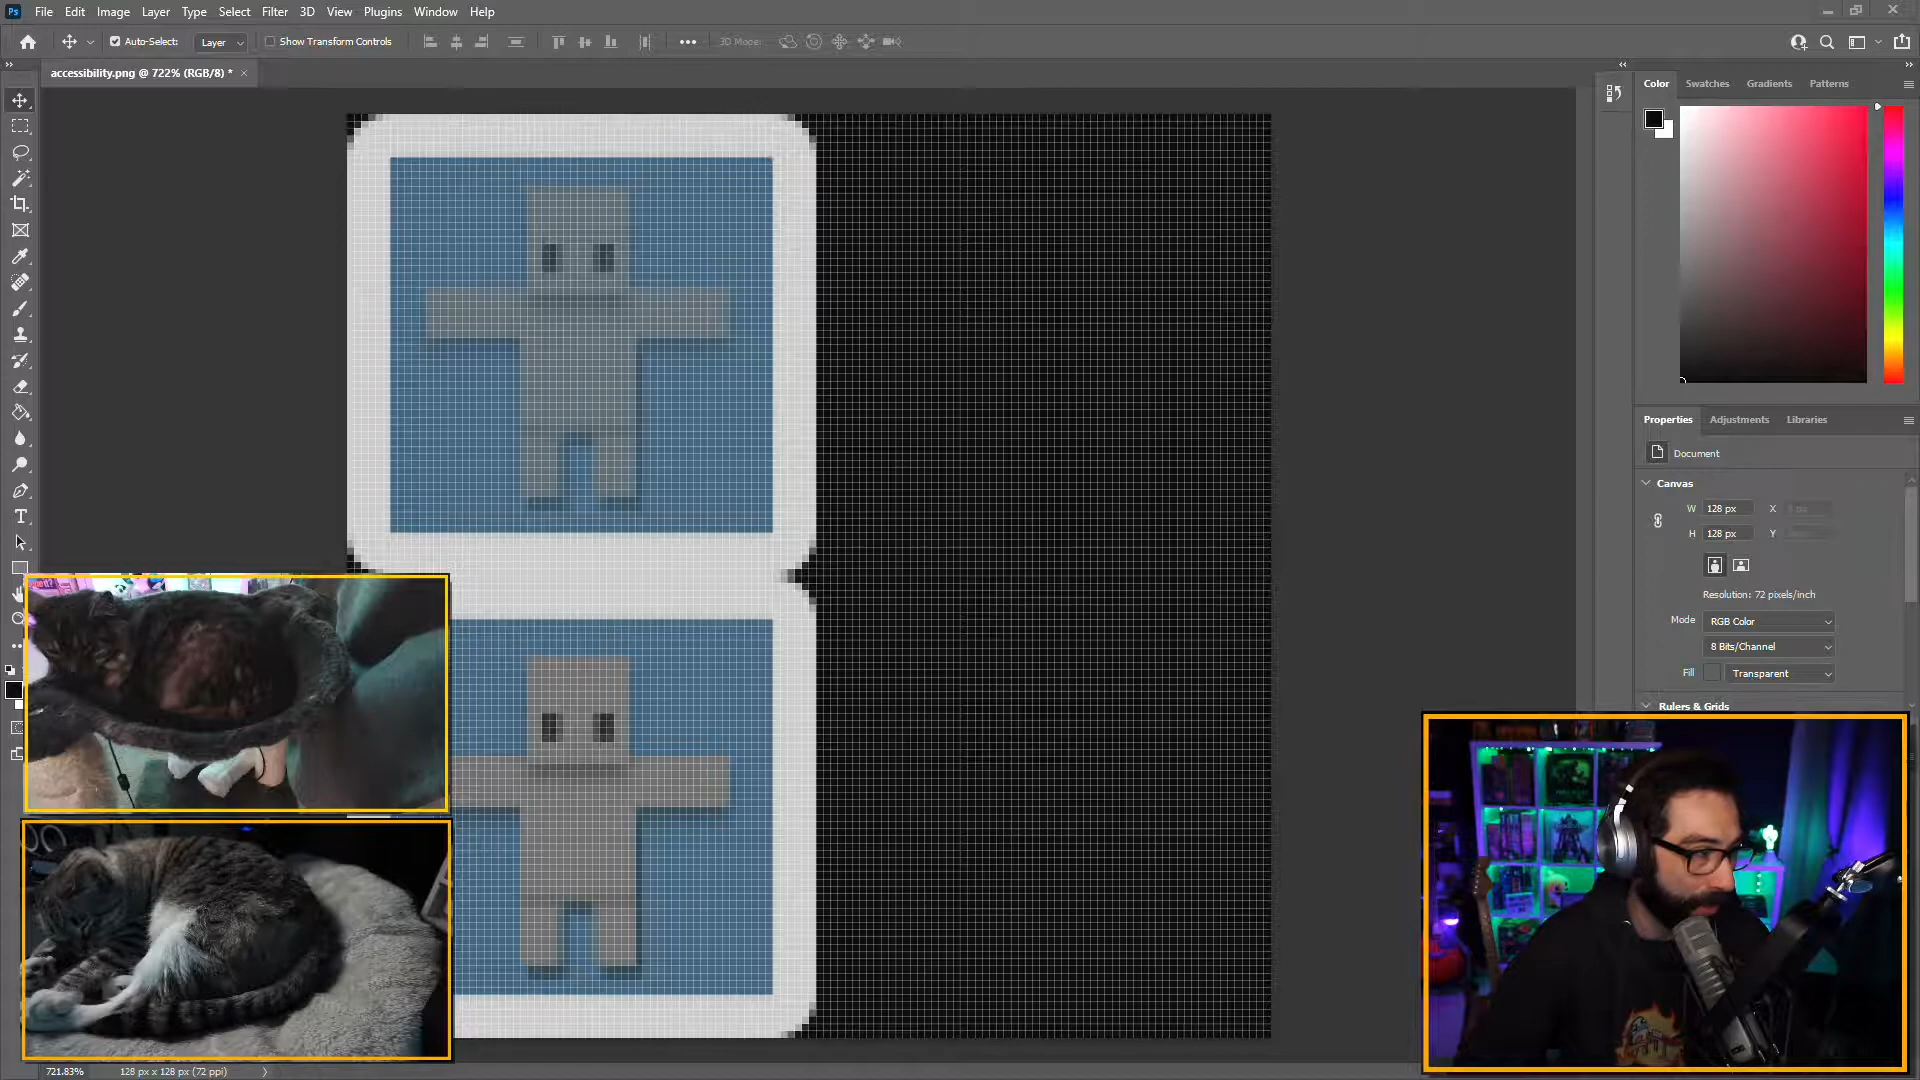 Ps File Edit Image Layer Type Select Filter 3D View Plugins Window Help
Auto-Select: Layer Show Transform Controls 3D Mode:
accessibility.png @ 722% (RGB/8) *
Color Swatches Gradients Patterns
Properties Adjustments Libraries
Document
Canvas
W 128 px X
H 128 px Y
Resolution: 72 pixels/inch
Mode RGB Color
8 Bits/Channel
Fill Transparent
Rulers & Grids
721.83% 128 px x 128 px (72 ppi)